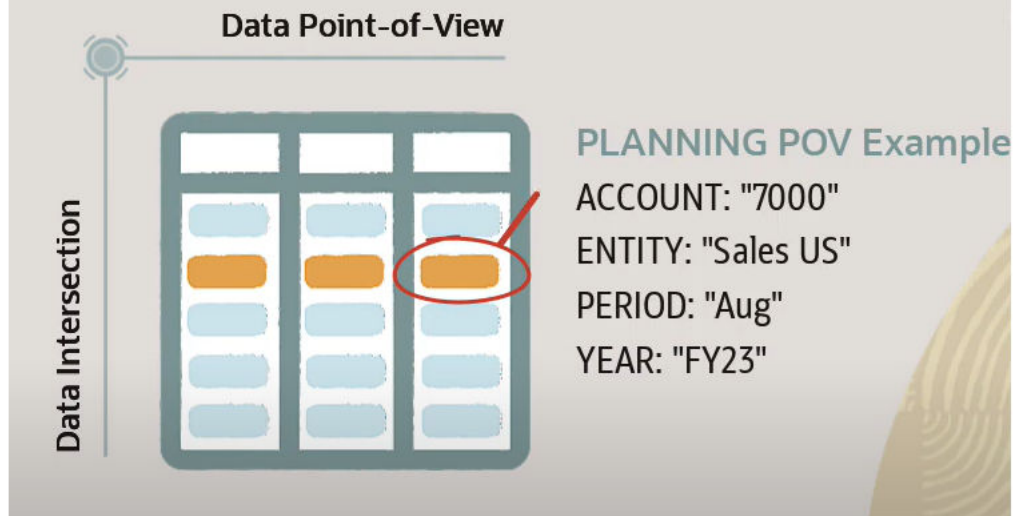 Data Point-of-View
Data Intersection
PLANNING POV Example
ACCOUNT: "7000"
ENTITY: "Sales US"
PERIOD: "Aug"
YEAR: "FY23"